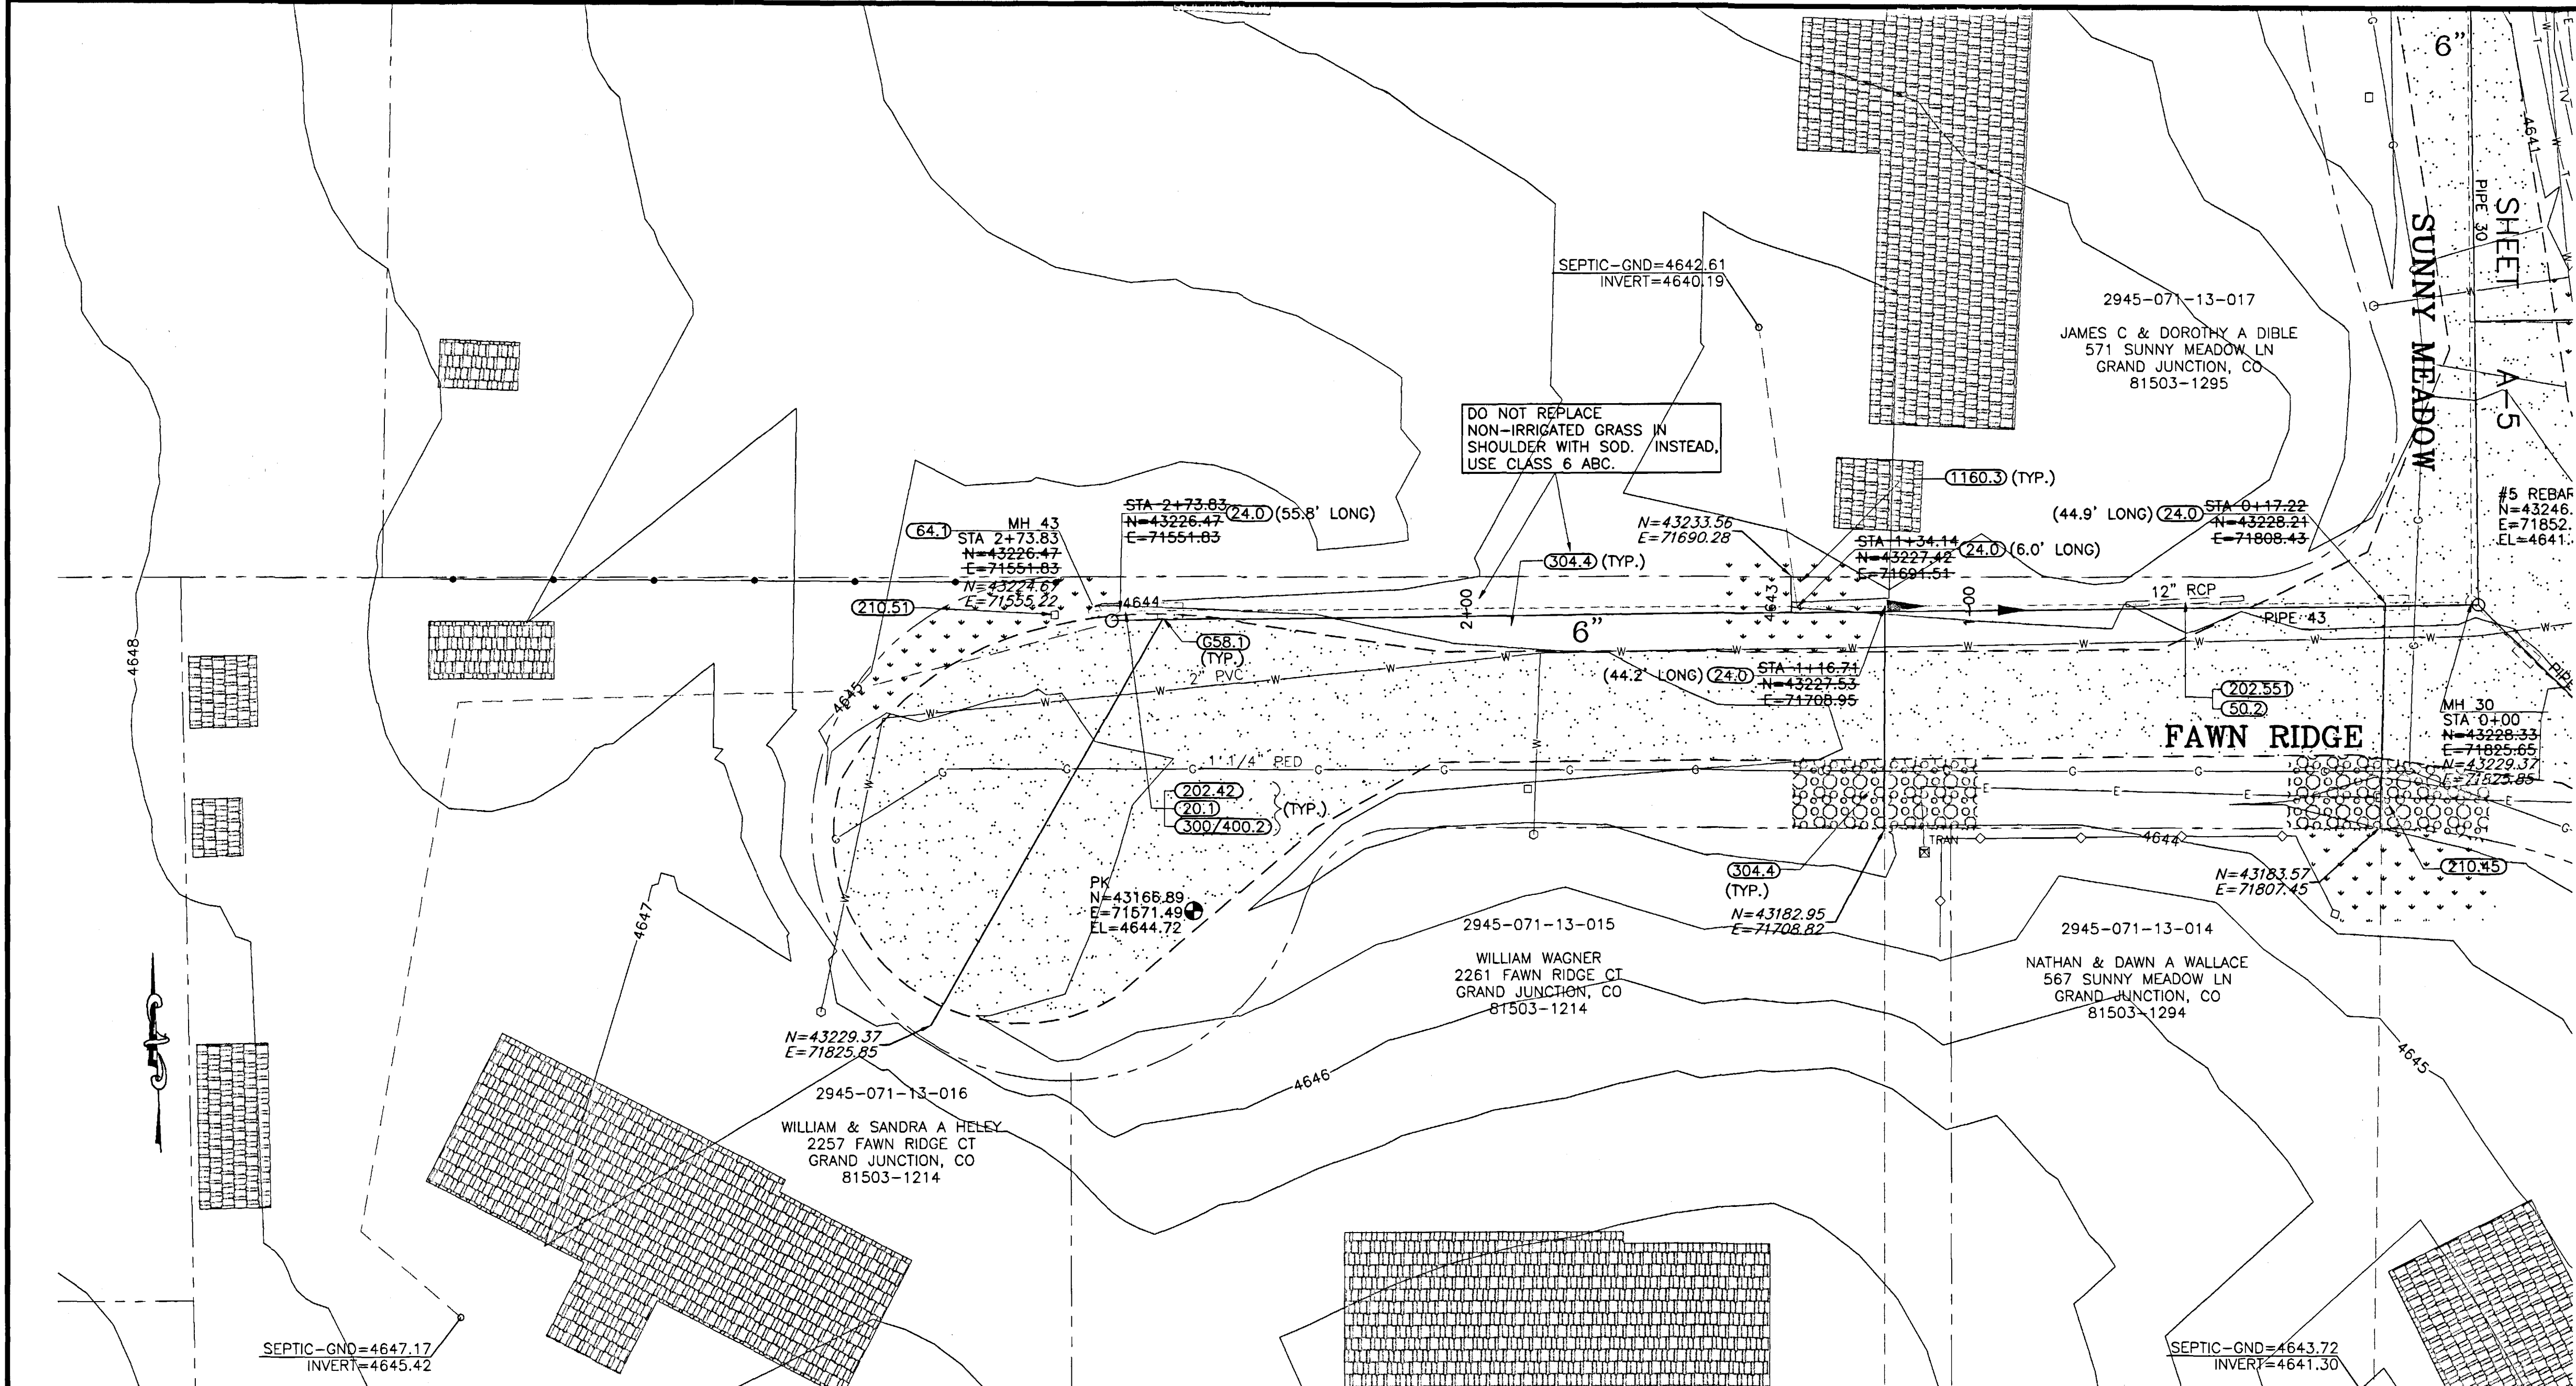 6"
SHEET A-5
PIPE 30
SUNNY MEADOW
4641
SEPTIC-GND=4642.61
INVERT=4640.19
2945-071-13-017
JAMES C & DOROTHY A DIBLE
571 SUNNY MEADOW LN
GRAND JUNCTION, CO
81503-1295
DO NOT REPLACE
NON-IRRIGATED GRASS IN
SHOULDER WITH SOD. INSTEAD,
USE CLASS 6 ABC.
1160.3 (TYP.)
#5 REBAR
N=43246.
E=71852.
EL=4641.
64.1
MH 43
STA 2+73.83
N=43226.47
E=71551.83
N=43224.67
E=71555.22
STA 2+73.83
N=43226.47
E=71551.83
24.0 (55.8' LONG)
N=43233.56
E=71690.28
304.4 (TYP.)
STA 1+34.14
N=43227.42
E=71691.51
24.0 (6.0' LONG)
(44.9' LONG) 24.0
STA 0+17.22
N=43228.21
E=71808.43
210.51
4644
2+00
4643
1+00
12" RCP
PIPE 43
6"
G58.1
(TYP.)
2" PVC
(44.2' LONG) 24.0
STA 1+16.71
N=43227.53
E=71708.95
202.551
50.2
MH 30
STA 0+00
N=43228.33
E=71825.65
N=43229.37
E=71825.85
FAWN RIDGE
4648
4645
1' 1/4" PED
202.42
20.1
300/400.2
(TYP.)
TRAN
4644
304.4
(TYP.)
N=43182.95
E=71708.82
N=43183.57
E=71807.45
210.45
PK
N=43166.89
E=71571.49
EL=4644.72
4647
2945-071-13-015
WILLIAM WAGNER
2261 FAWN RIDGE CT
GRAND JUNCTION, CO
81503-1214
2945-071-13-014
NATHAN & DAWN A WALLACE
567 SUNNY MEADOW LN
GRAND JUNCTION, CO
81503-1294
N=43229.37
E=71825.85
4646
4645
2945-071-13-016
WILLIAM & SANDRA A HELEY
2257 FAWN RIDGE CT
GRAND JUNCTION, CO
81503-1214
SEPTIC-GND=4647.17
INVERT=4645.42
SEPTIC-GND=4643.72
INVERT=4641.30